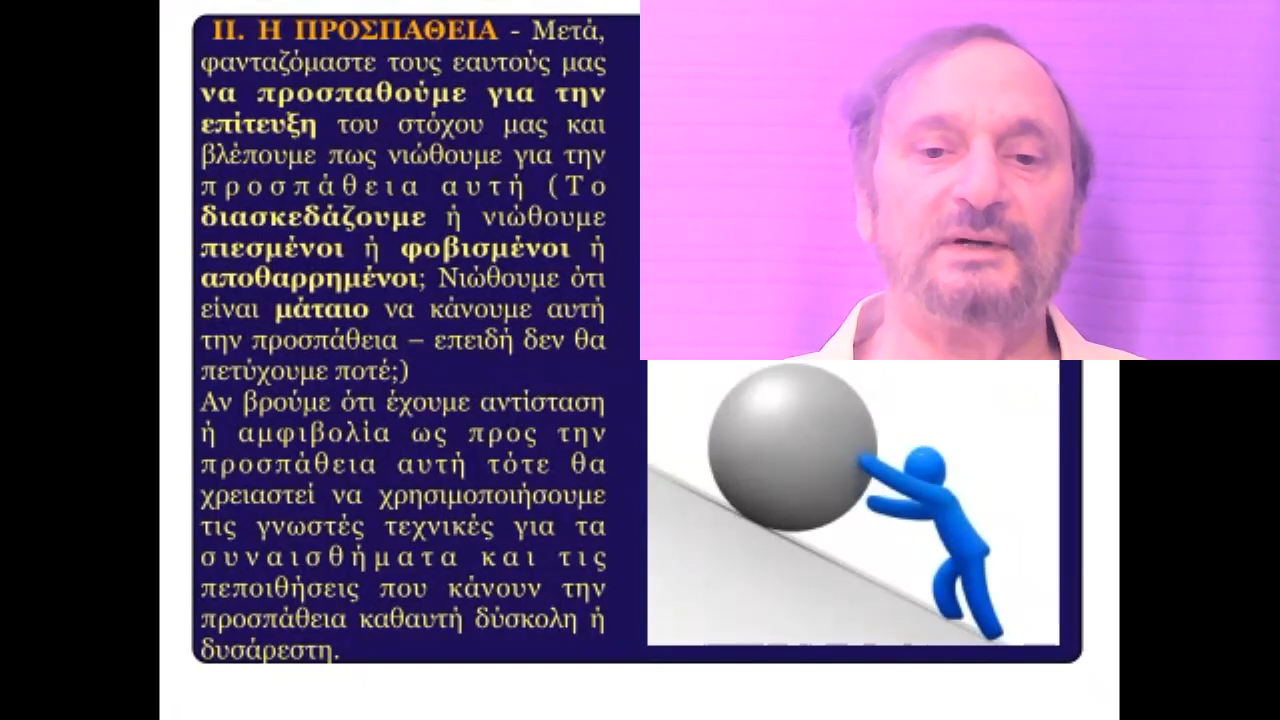 ΙΙ. Η ΠΡΟΣΠΑΘΕΙΑ - Μετά,
φανταζόμαστε τους εαυτούς μας
να προσπαθούμε για την
επίτευξη του στόχου μας και
βλέπουμε πως νιώθουμε για την
προσπάθεια αυτή (Το
διασκεδάζουμε ή νιώθουμε
πιεσμένοι ή φοβισμένοι ή
αποθαρρημένοι; Νιώθουμε ότι
είναι μάταιο να κάνουμε αυτή
την προσπάθεια – επειδή δεν θα
πετύχουμε ποτέ;)
Αν βρούμε ότι έχουμε αντίσταση
ή αμφιβολία ως προς την
προσπάθεια αυτή τότε θα
χρειαστεί να χρησιμοποιήσουμε
τις γνωστές τεχνικές για τα
συναισθήματα και τις
πεποιθήσεις που κάνουν την
προσπάθεια καθαυτή δύσκολη ή
δυσάρεστη.